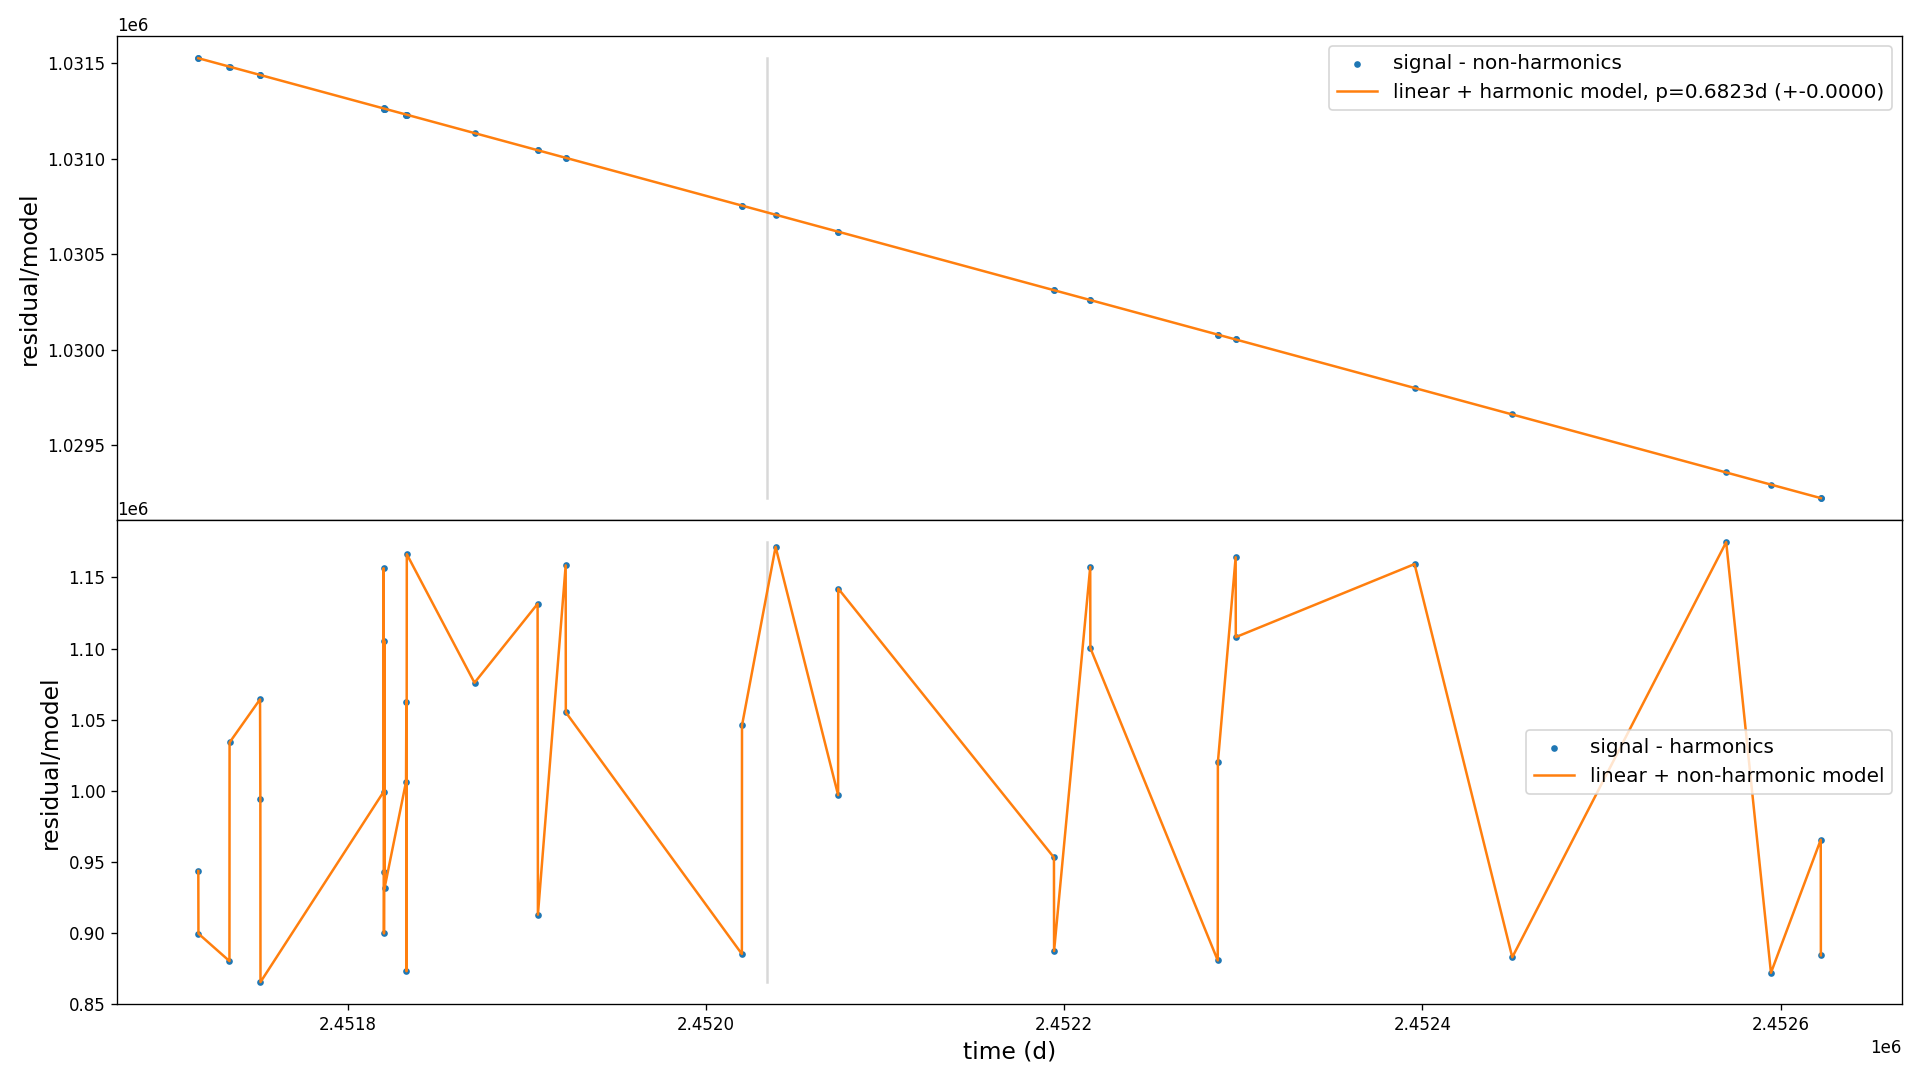 1e6
1.0315
1.0310
1.0305
1.0300
1.0295
residual/model
signal - non-harmonics
linear + harmonic model, p=0.6823d (+-0.0000)
1e6
1.15
1.10
1.05
1.00
0.95
0.90
0.85
residual/model
signal - harmonics
linear + non-harmonic model
2.4518
2.4520
2.4522
2.4524
2.4526
time (d)
1e6